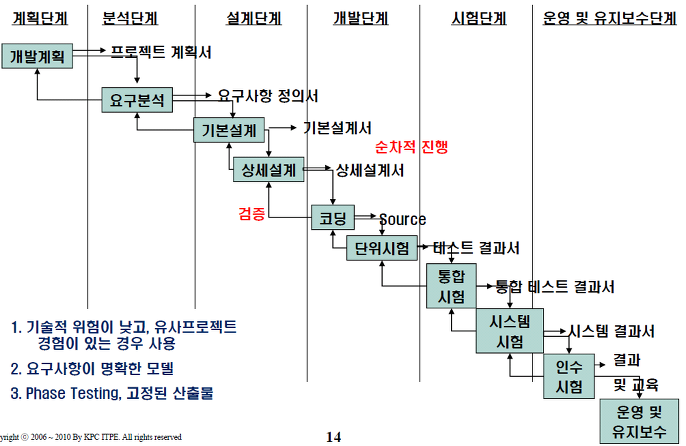 계획단계 분석단계 설계단계 개발단계 시험단계 운영 및 유지보수단계
개발계획 프로젝트 계획서
요구분석 요구사항 정의서
기본설계 기본설계서
순차적 진행
상세설계 상세설계서
검증
코딩 Source
단위시험 테스트 결과서
통합
시험
통합 테스트 결과서
시스템
시험
시스템 결과서
1. 기술적 위험이 낮고, 유사프로젝트
경험이 있는 경우 사용
2. 요구사항이 명확한 모델
3. Phase Testing, 고정된 산출물
인수
시험
결과
및 교육
운영 및
유지보수
yright ⓒ 2006 ~ 2010 By KPC ITPE. All rights reserved
14